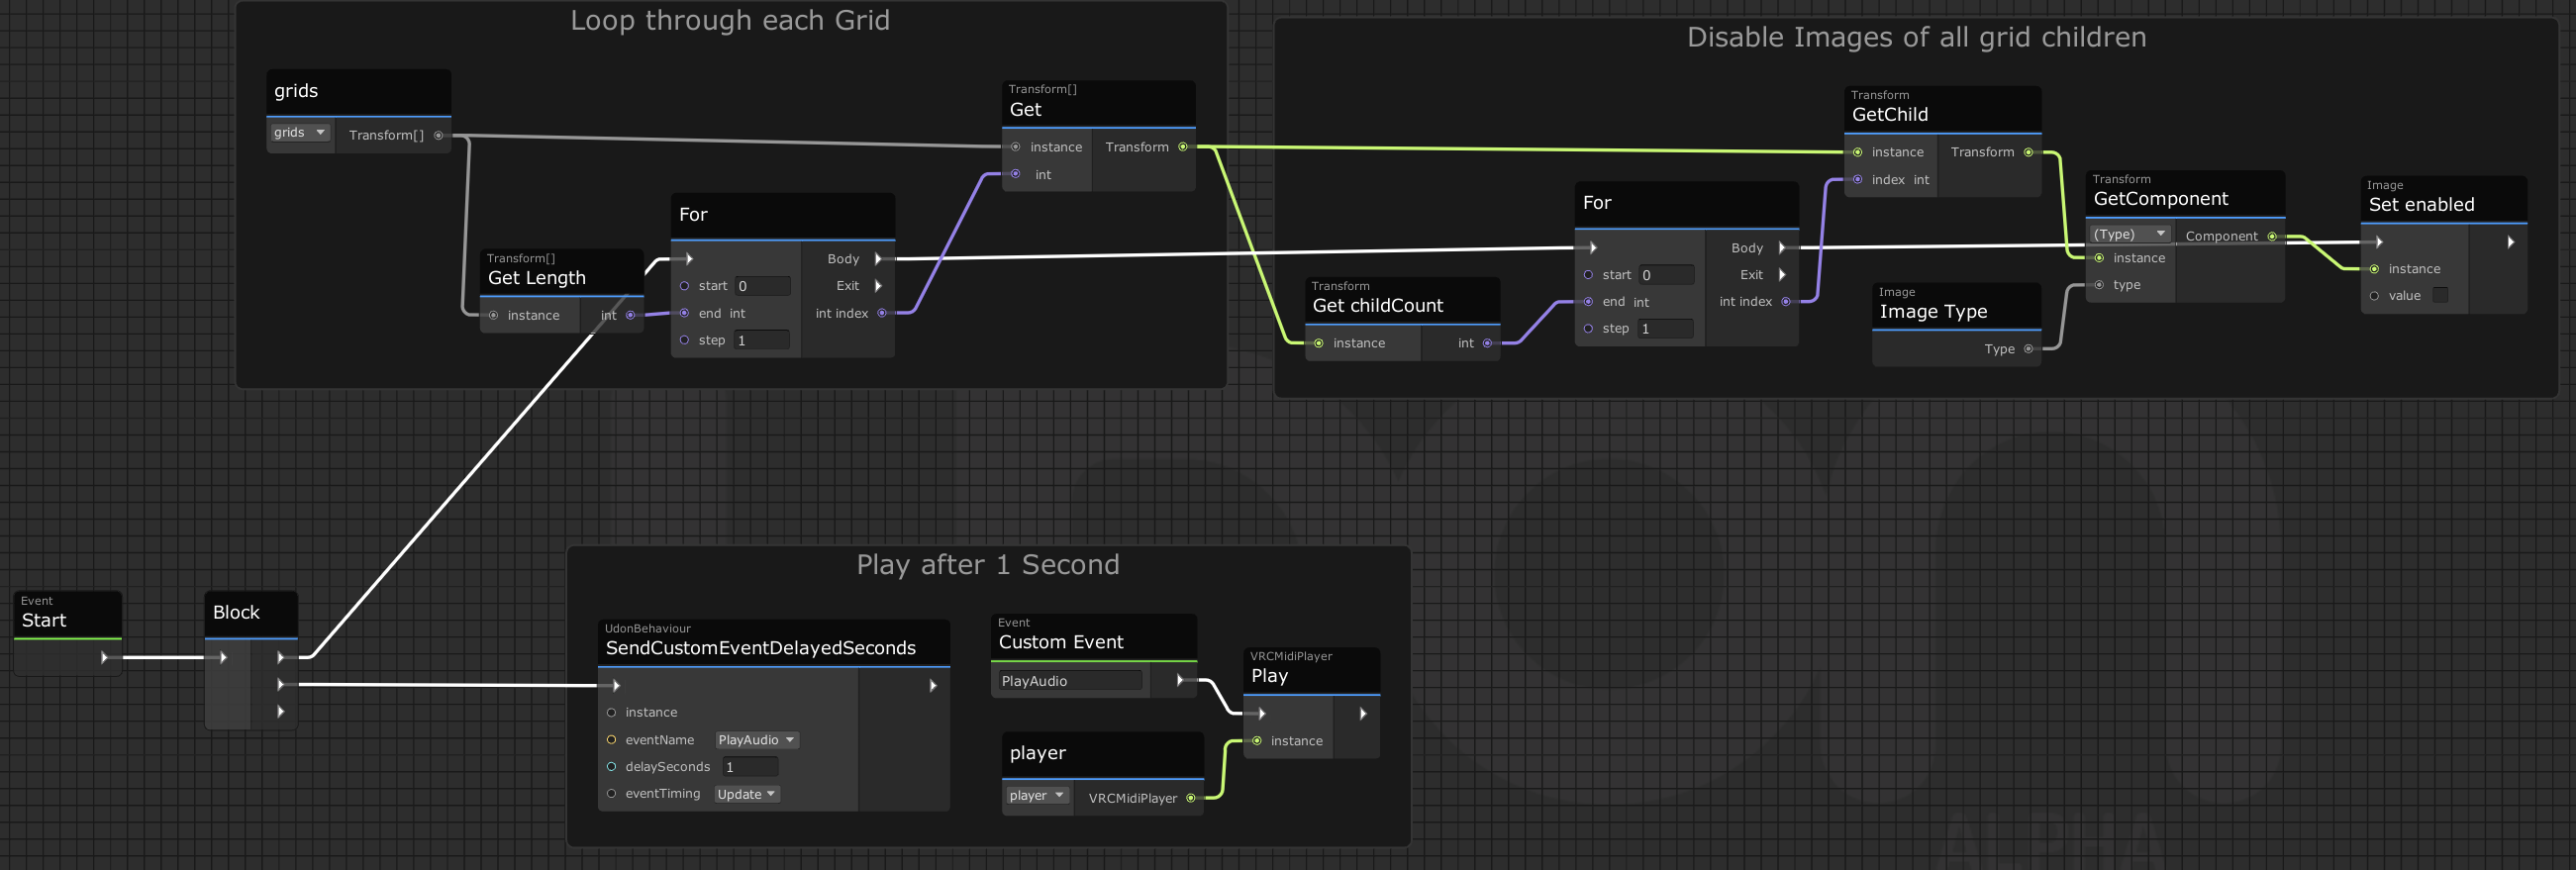 Loop through each Grid
grids
grids
Transform[]
Transform[]
Get Length
instance
int
For
start 0
end int
step 1
Body
Exit
int index
Transform[]
Get
instance
int
Transform
Disable Images of all grid children
Transform
Get childCount
instance
int
For
start 0
end int
step 1
Body
Exit
int index
Transform
GetChild
instance
index int
Transform
Image
Image Type
Type
Transform
GetComponent
(Type)
instance
type
Component
Image
Set enabled
instance
value
Event
Start
Block
Play after 1 Second
UdonBehaviour
SendCustomEventDelayedSeconds
instance
eventName PlayAudio
delaySeconds 1
eventTiming Update
Event
Custom Event
PlayAudio
player
player
VRCMidiPlayer
VRCMidiPlayer
Play
instance
ALPHA